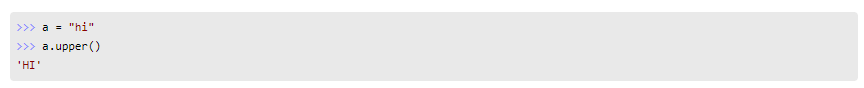 >>> a = "hi"
>>> a.upper()
'HI'